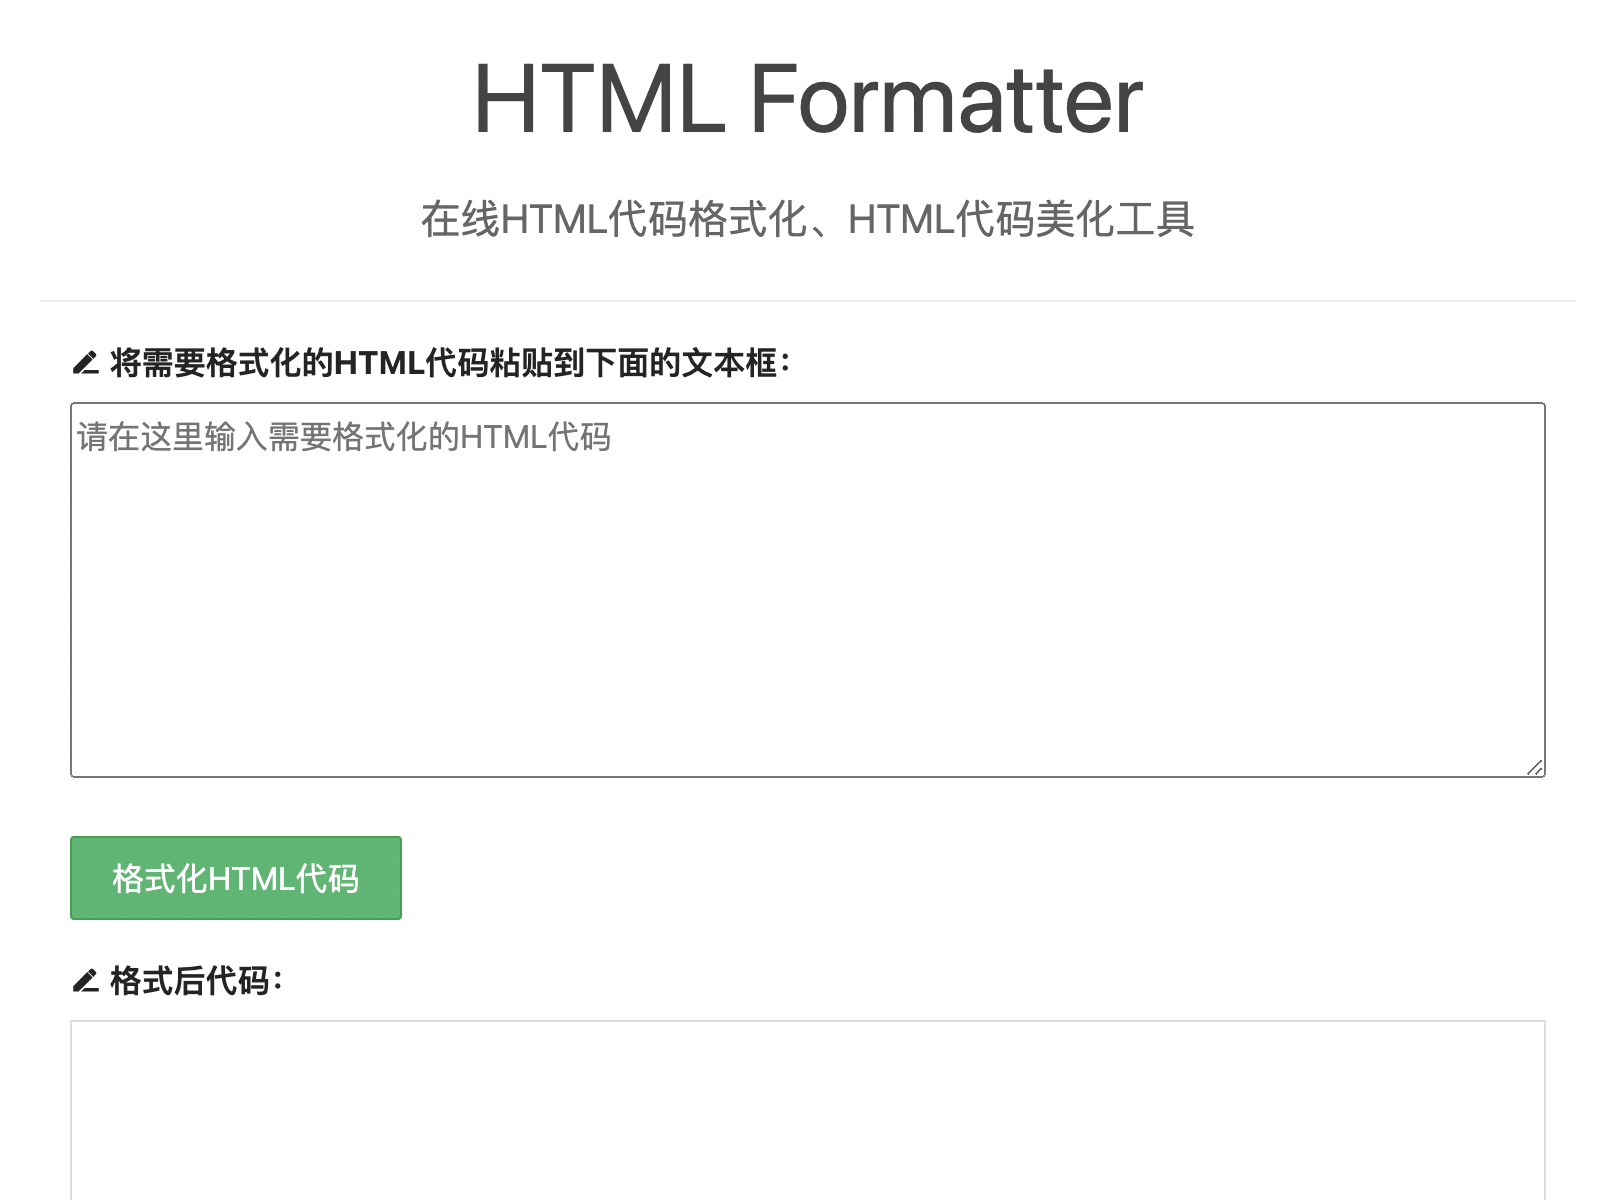 HTML Formatter
在线HTML代码格式化、HTML代码美化工具
将需要格式化的HTML代码粘贴到下面的文本框：
请在这里输入需要格式化的HTML代码
格式化HTML代码
格式后代码：